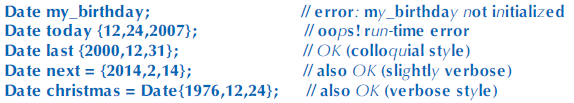 Date my_birthday; // error: my_birthday not initialized
Date today {12,24,2007}; // oops! run-time error
Date last {2000,12,31}; // OK (colloquial style)
Date next = {2014,2,14}; // also OK (slightly verbose)
Date christmas = Date{1976,12,24}; // also OK (verbose style)